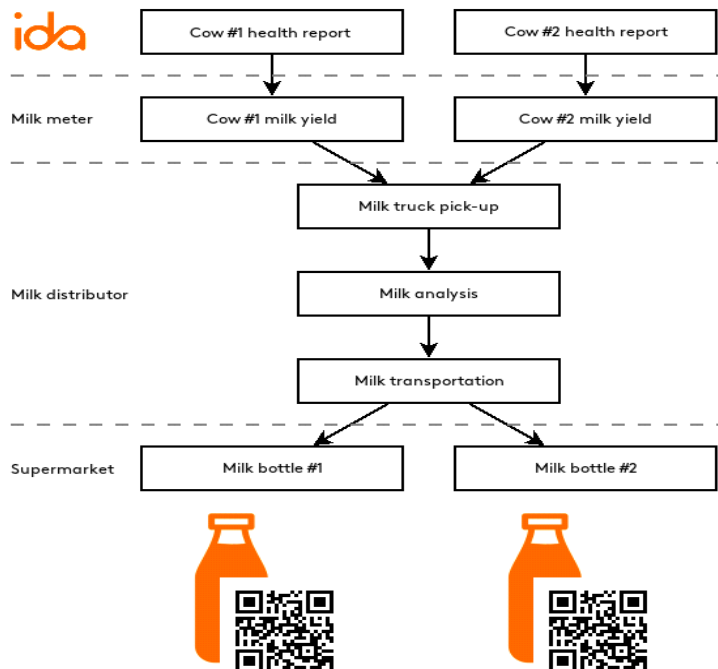 ida
Cow #1 health report
Cow #2 health report
Milk meter
Cow #1 milk yield
Cow #2 milk yield
Milk truck pick-up
Milk distributor
Milk analysis
Milk transportation
Supermarket
Milk bottle #1
Milk bottle #2